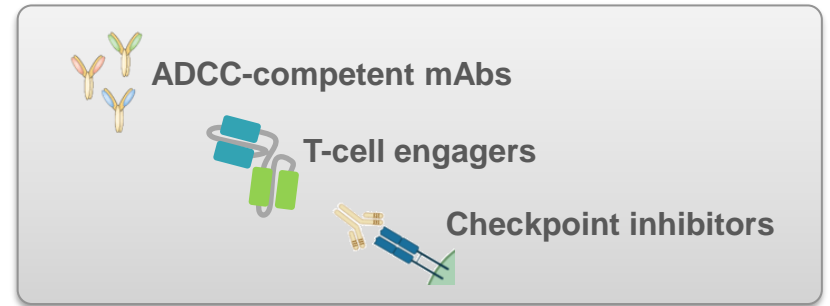 ADCC-competent mAbs
T-cell engagers
Checkpoint inhibitors